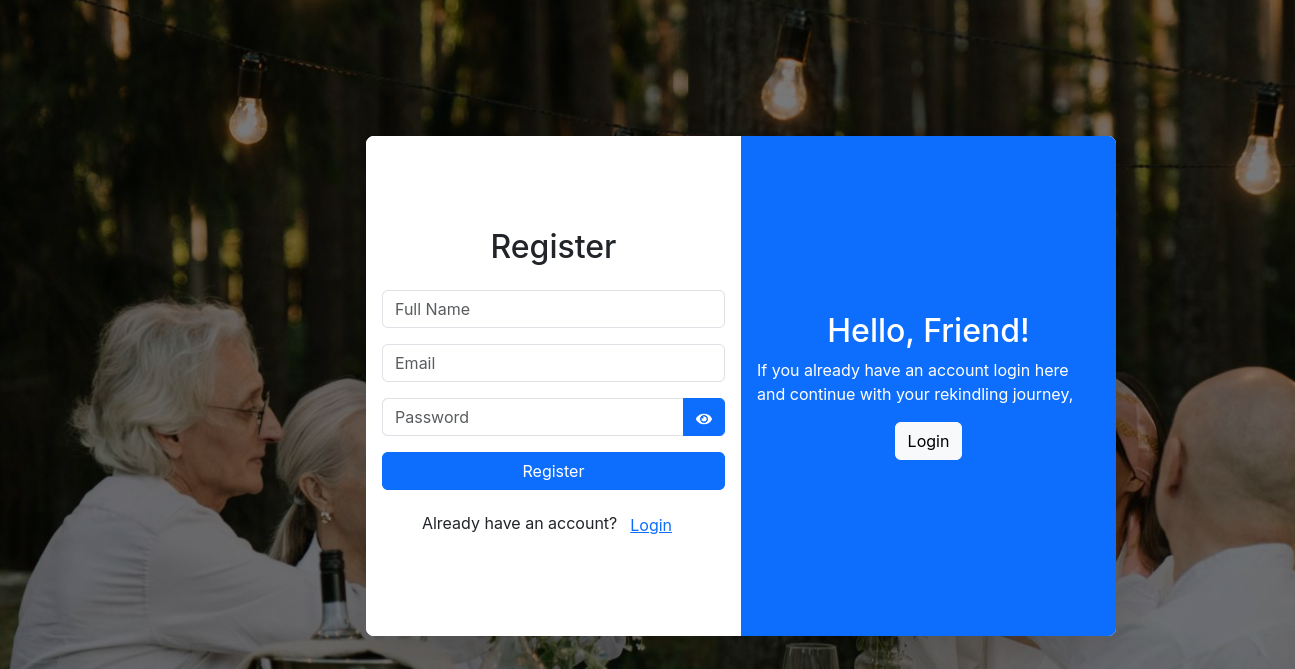 Register
Full Name
Email
Password
Register
Already have an account? Login
Hello, Friend!
If you already have an account login here
and continue with your rekindling journey,
Login